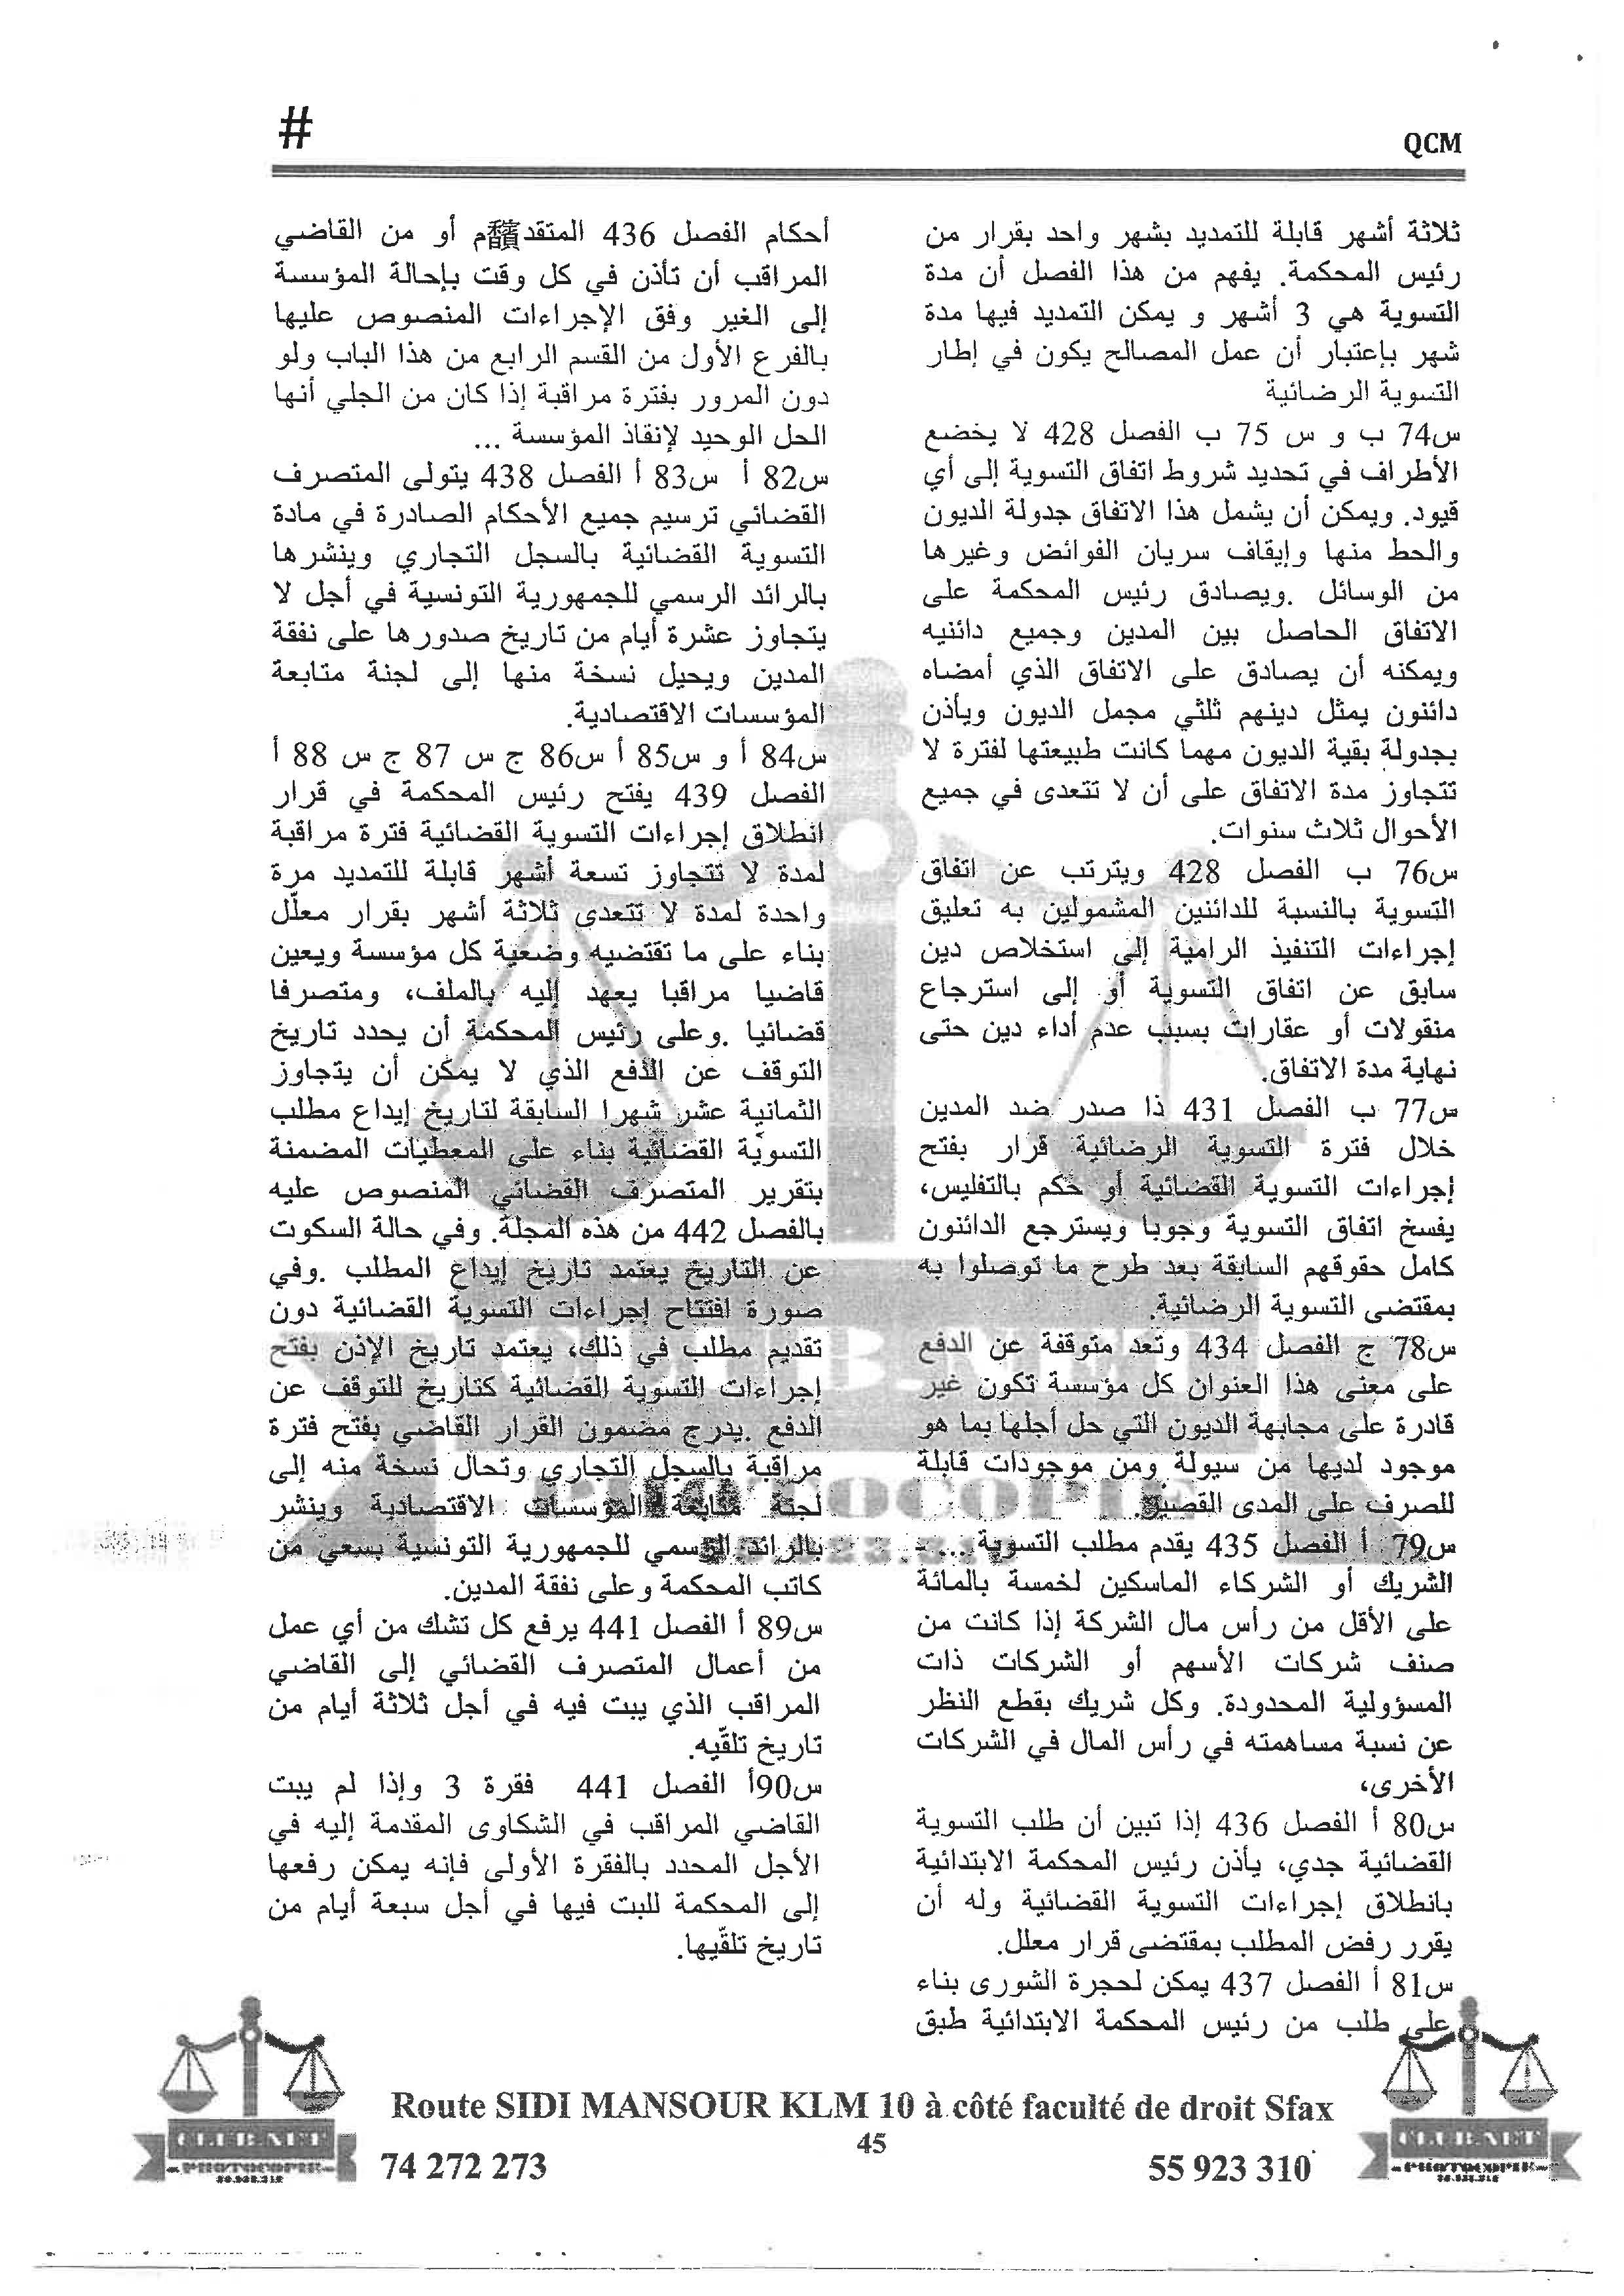 #
QCM
ثلاثة أشهر قابلة للتمديد بشهر واحد بقرار من
رئيس المحكمة. يفهم من هذا الفصل أن مدة
التسوية هي 3 أشهر و يمكن التمديد فيها مدة
شهر بإعتبار أن عمل المصالح يكون في إطار
التسوية الرضائية
س74 ب و س 75 ب الفصل 428 لا يخضع
الأطراف في تحديد شروط اتفاق التسوية إلى أي
قيود. ويمكن أن يشمل هذا الاتفاق جدولة الديون
والحط منها وإيقاف سريان الفوائض وغيرها
من الوسائل .ويصادق رئيس المحكمة على
الاتفاق الحاصل بين المدين وجميع دائنيه
ويمكنه أن يصادق على الاتفاق الذي أمضاه
دائنون يمثل دينهم ثلثي مجمل الديون ويأذن
بجدولة بقية الديون مهما كانت طبيعتها لفترة لا
تتجاوز مدة الاتفاق على أن لا تتعدى في جميع
الأحوال ثلاث سنوات.
س76 ب الفصل 428 ويترتب عن اتفاق
التسوية بالنسبة للدائنين المشمولين به تعليق
إجراءات التنفيذ الرامية إلى استخلاص دين
سابق عن اتفاق التسوية أو إلى استرجاع
منقولات أو عقارات بسبب عدم أداء دين حتى
نهاية مدة الاتفاق.
س77 ب الفصل 431 ذا صدر ضد المدين
خلال فترة التسوية الرضائية قرار بفتح
إجراءات التسوية القضائية أو حكم بالتفليس،
يفسخ اتفاق التسوية وجوبا ويسترجع الدائنون
كامل حقوقهم السابقة بعد طرح ما توصلوا به
بمقتضى التسوية الرضائية.
س78 ج الفصل 434 وتعد متوقفة عن الدفع
على معنى هذا العنوان كل مؤسسة تكون غير
قادرة على مجابهة الديون التي حل أجلها بما هو
موجود لديها من سيولة ومن موجودات قابلة
للصرف على المدى القصير.
س79 أ الفصل 435 يقدم مطلب التسوية... -
الشريك أو الشركاء الماسكين لخمسة بالمائة
على الأقل من رأس مال الشركة إذا كانت من
صنف شركات الأسهم أو الشركات ذات
المسؤولية المحدودة. وكل شريك بقطع النظر
عن نسبة مساهمته في رأس المال في الشركات
الأخرى،
س80 أ الفصل 436 إذا تبين أن طلب التسوية
القضائية جدي، يأذن رئيس المحكمة الابتدائية
بانطلاق إجراءات التسوية القضائية وله أن
يقرر رفض المطلب بمقتضى قرار معلل.
س81 أ الفصل 437 يمكن لحجرة الشورى بناء
على طلب من رئيس المحكمة الابتدائية طبق
أحكام الفصل 436 المتقدم أو من القاضي
المراقب أن تأذن في كل وقت بإحالة المؤسسة
إلى الغير وفق الإجراءات المنصوص عليها
بالفرع الأول من القسم الرابع من هذا الباب ولو
دون المرور بفترة مراقبة إذا كان من الجلي أنها
الحل الوحيد لإنقاذ المؤسسة ...
س82 أ س83 أ الفصل 438 يتولى المتصرف
القضائي ترسيم جميع الأحكام الصادرة في مادة
التسوية القضائية بالسجل التجاري وينشرها
بالرائد الرسمي للجمهورية التونسية في أجل لا
يتجاوز عشرة أيام من تاريخ صدورها على نفقة
المدين ويحيل نسخة منها إلى لجنة متابعة
المؤسسات الاقتصادية.
س84 أ و س85 أ س86 ج س 87 ج س 88 أ
الفصل 439 يفتح رئيس المحكمة في قرار
انطلاق إجراءات التسوية القضائية فترة مراقبة
لمدة لا تتجاوز تسعة أشهر قابلة للتمديد مرة
واحدة لمدة لا تتعدى ثلاثة أشهر بقرار معلّل
بناء على ما تقتضيه وضعية كل مؤسسة ويعين
قاضيا مراقبا يعهد إليه بالملف، ومتصرفا
قضائيا .وعلى رئيس المحكمة أن يحدد تاريخ
التوقف عن الدفع الذي لا يمكن أن يتجاوز
الثمانية عشر شهرا السابقة لتاريخ إيداع مطلب
التسوية القضائية بناء على المعطيات المضمنة
بتقرير المتصرف القضائي المنصوص عليه
بالفصل 442 من هذه المجلة. وفي حالة السكوت
عن التاريخ يعتمد تاريخ إيداع المطلب .وفي
صورة افتتاح إجراءات التسوية القضائية دون
تقديم مطلب في ذلك، يعتمد تاريخ الإذن بفتح
إجراءات التسوية القضائية كتاريخ للتوقف عن
الدفع .يدرج مضمون القرار القاضي بفتح فترة
مراقبة بالسجل التجاري وتحال نسخة منه إلى
لجنة متابعة المؤسسات الاقتصادية وينشر
بالرائد الرسمي للجمهورية التونسية بسعي من
كاتب المحكمة وعلى نفقة المدين.
س89 أ الفصل 441 يرفع كل تشك من أي عمل
من أعمال المتصرف القضائي إلى القاضي
المراقب الذي يبت فيه في أجل ثلاثة أيام من
تاريخ تلقّيه.
س90أ الفصل 441 فقرة 3 وإذا لم يبت
القاضي المراقب في الشكاوى المقدمة إليه في
الأجل المحدد بالفقرة الأولى فإنه يمكن رفعها
إلى المحكمة للبت فيها في أجل سبعة أيام من
تاريخ تلقّيها.
Route SIDI MANSOUR KLM 10 à côté faculté de droit Sfax
45
74 272 273
55 923 310
CLUB.NET
PHOTOCOPIE